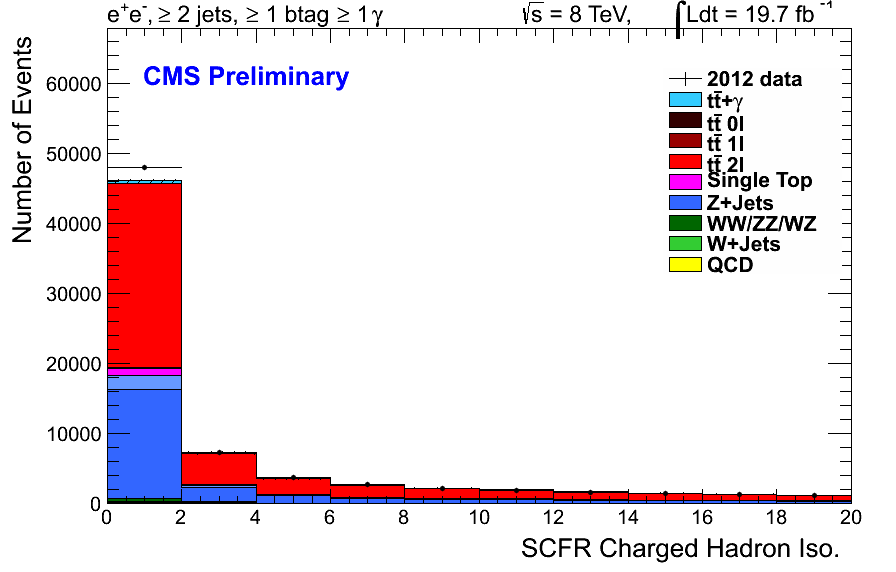 e⁺e⁻, ≥ 2 jets, ≥ 1 btag ≥ 1 γ √s = 8 TeV, ∫Ldt = 19.7 fb⁻¹
CMS Preliminary
Number of Events
60000
50000
40000
30000
20000
10000
0
2012 data
tt̄+γ
tt̄ 0l
tt̄ 1l
tt̄ 2l
Single Top
Z+Jets
WW/ZZ/WZ
W+Jets
QCD
0 2 4 6 8 10 12 14 16 18 20
SCFR Charged Hadron Iso.